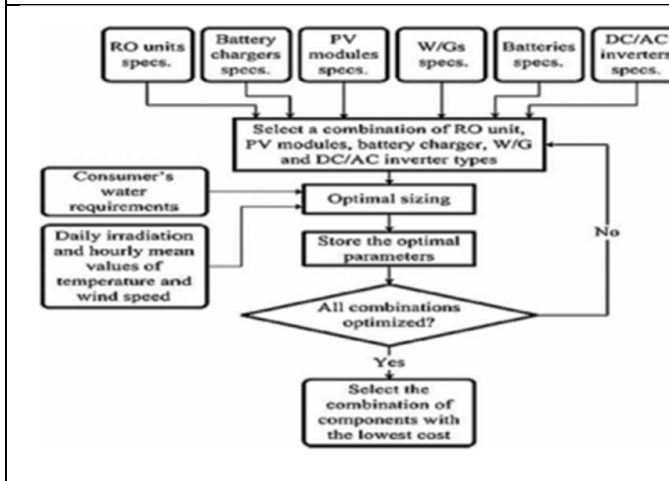 RO units
specs.
Battery
chargers
specs.
PV
modules
specs.
W/Gs
specs.
Batteries
specs.
DC/AC
inverters
specs.
Select a combination of RO unit,
PV modules, battery charger, W/G
and DC/AC inverter types
Consumer's
water
requirements
Optimal sizing
Daily irradiation
and hourly mean
values of
temperature and
wind speed
Store the optimal
parameters
No
All combinations
optimized?
Yes
Select the
combination of
components with
the lowest cost